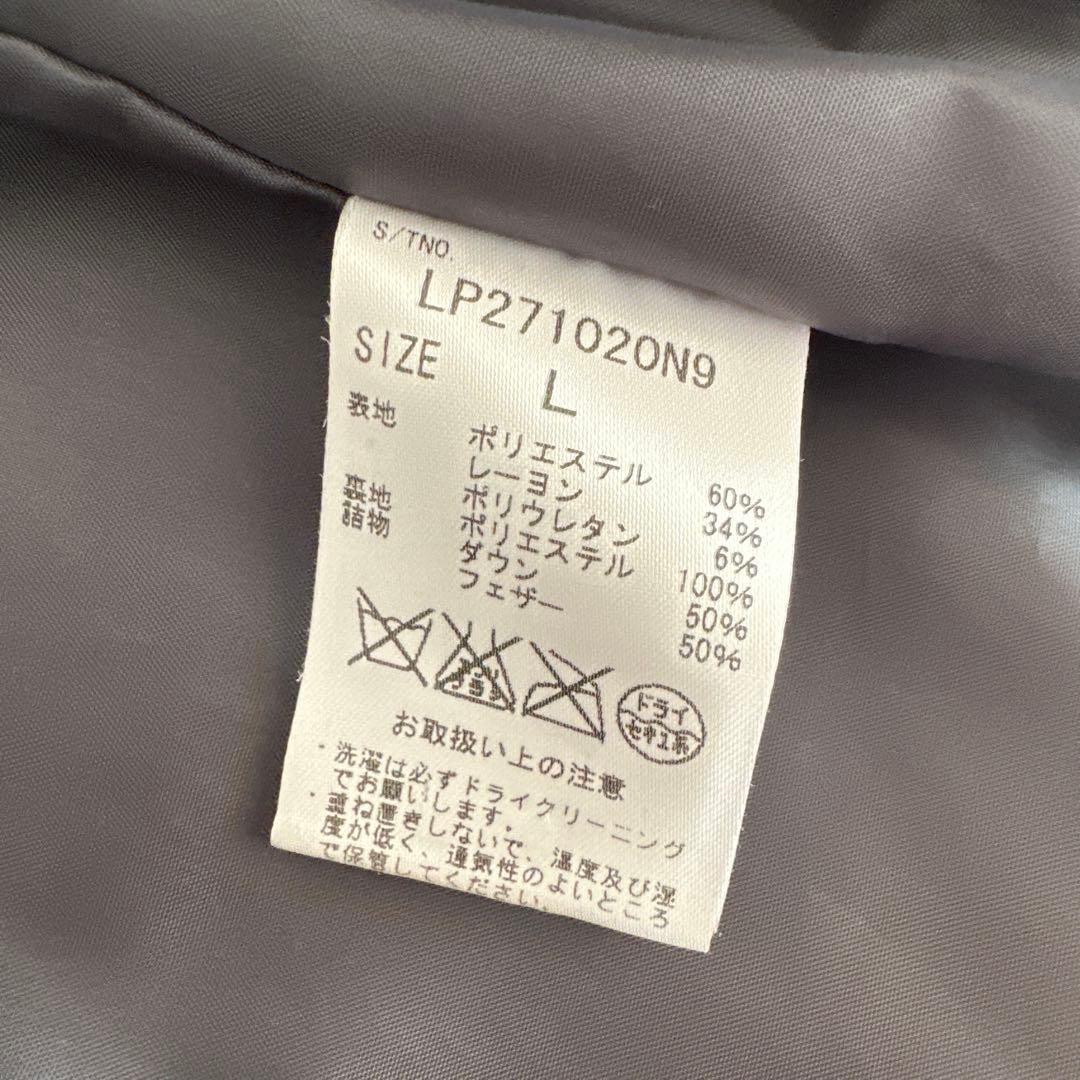 S/TNO.
LP271020N9
SIZE L
表地 ポリエステル 60%
レーヨン 34%
ポリウレタン 6%
裏地 ポリエステル 100%
詰物 ダウン 50%
フェザー 50%
ドライ
セキユ系
お取扱い上の注意
・洗濯は必ずドライクリーニング
でお願いします.
・重ね置きしないで、温度及び湿
度が低く、通気性のよいところ
で保管してください.